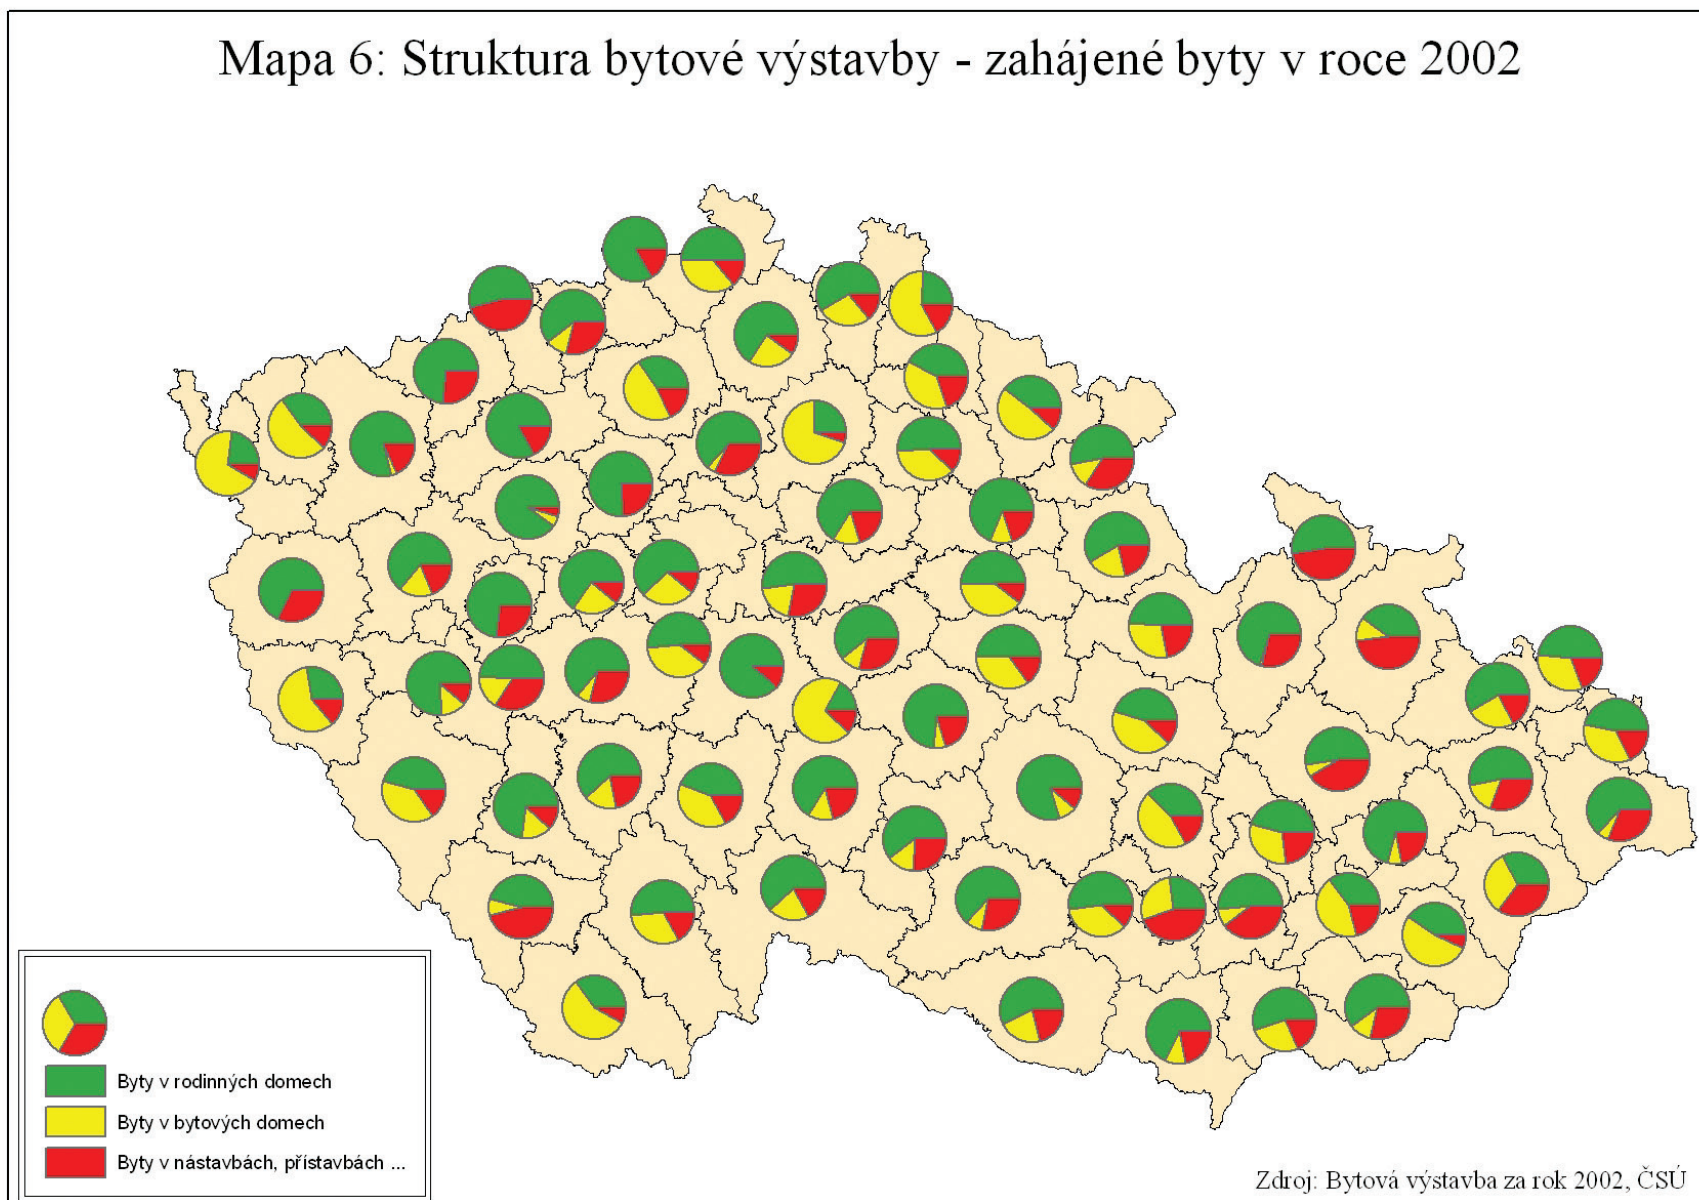 Mapa 6: Struktura bytové výstavby - zahájené byty v roce 2002
Byty v rodinných domech
Byty v bytových domech
Byty v nástavbách, přístavbách ...
Zdroj: Bytová výstavba za rok 2002, ČSÚ